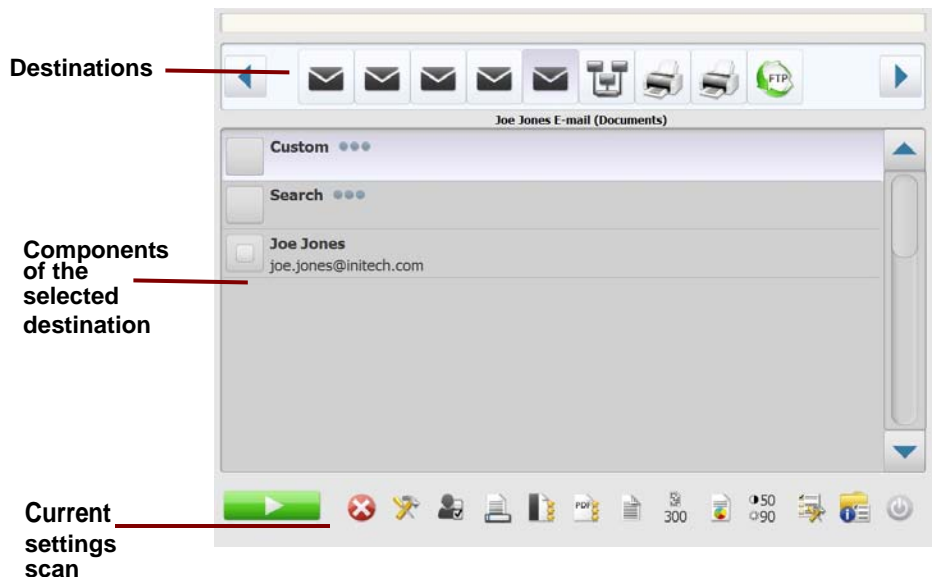 Destinations
FTP
Joe Jones E-mail (Documents)
Custom
Search
Joe Jones
joe.jones@initech.com
Components
of the
selected
destination
PDF
300
50
90
Current
settings
scan